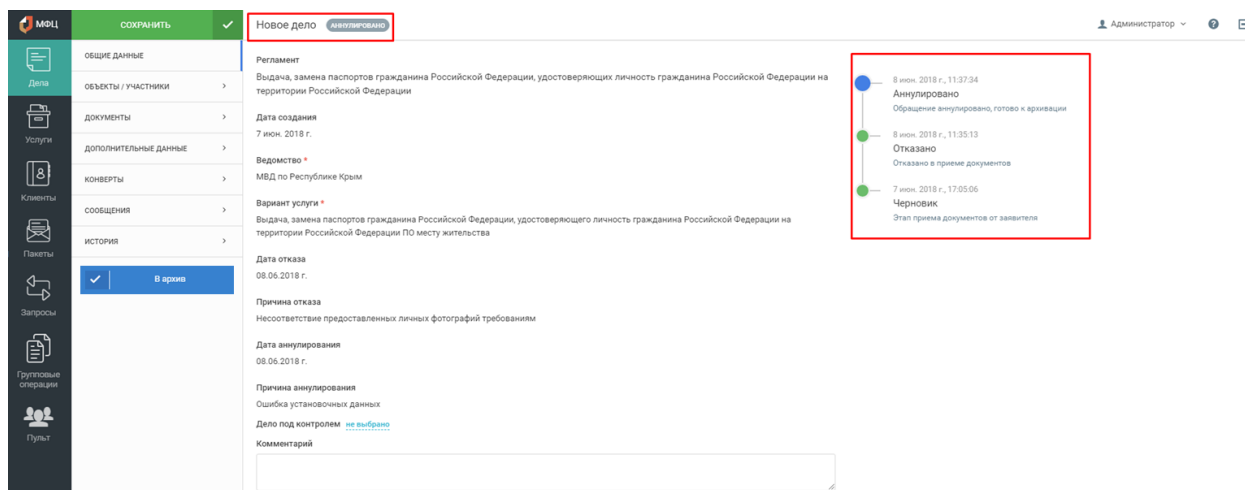 МФЦ
СОХРАНИТЬ
Новое дело АННУЛИРОВАНО
Администратор
Дела
Услуги
Клиенты
Пакеты
Запросы
Групповые
операции
Пульт
ОБЩИЕ ДАННЫЕ
ОБЪЕКТЫ / УЧАСТНИКИ
ДОКУМЕНТЫ
ДОПОЛНИТЕЛЬНЫЕ ДАННЫЕ
КОНВЕРТЫ
СООБЩЕНИЯ
ИСТОРИЯ
В архив
Регламент
Выдача, замена паспортов гражданина Российской Федерации, удостоверяющих личность гражданина Российской Федерации на
территории Российской Федерации
Дата создания
7 июн. 2018 г.
Ведомство *
МВД по Республике Крым
Вариант услуги *
Выдача, замена паспортов гражданина Российской Федерации, удостоверяющего личность гражданина Российской Федерации на
территории Российской Федерации ПО месту жительства
Дата отказа
08.06.2018 г.
Причина отказа
Несоответствие предоставленных личных фотографий требованиям
Дата аннулирования
08.06.2018 г.
Причина аннулирования
Ошибка установочных данных
Дело под контролем не выбрано
Комментарий
8 июн. 2018 г., 11:37:34
Аннулировано
Обращение аннулировано, готово к архивации
8 июн. 2018 г., 11:35:13
Отказано
Отказано в приеме документов
7 июн. 2018 г., 17:05:06
Черновик
Этап приема документов от заявителя